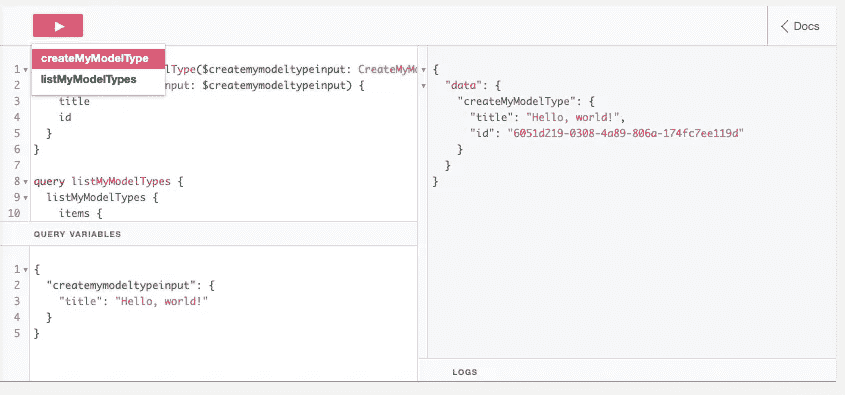 Docs
createMyModelType
listMyModelTypes
1 lType($createmymodeltypeinput: CreateMyMo
2 nput: $createmymodeltypeinput) {
3 title
4 id
5 }
6 }
7
8 query listMyModelTypes {
9 listMyModelTypes {
10 items {
QUERY VARIABLES
1 {
2 "createmymodeltypeinput": {
3 "title": "Hello, world!"
4 }
5 }
{
"data": {
"createMyModelType": {
"title": "Hello, world!",
"id": "6051d219-0308-4a89-806a-174fc7ee119d"
}
}
}
LOGS